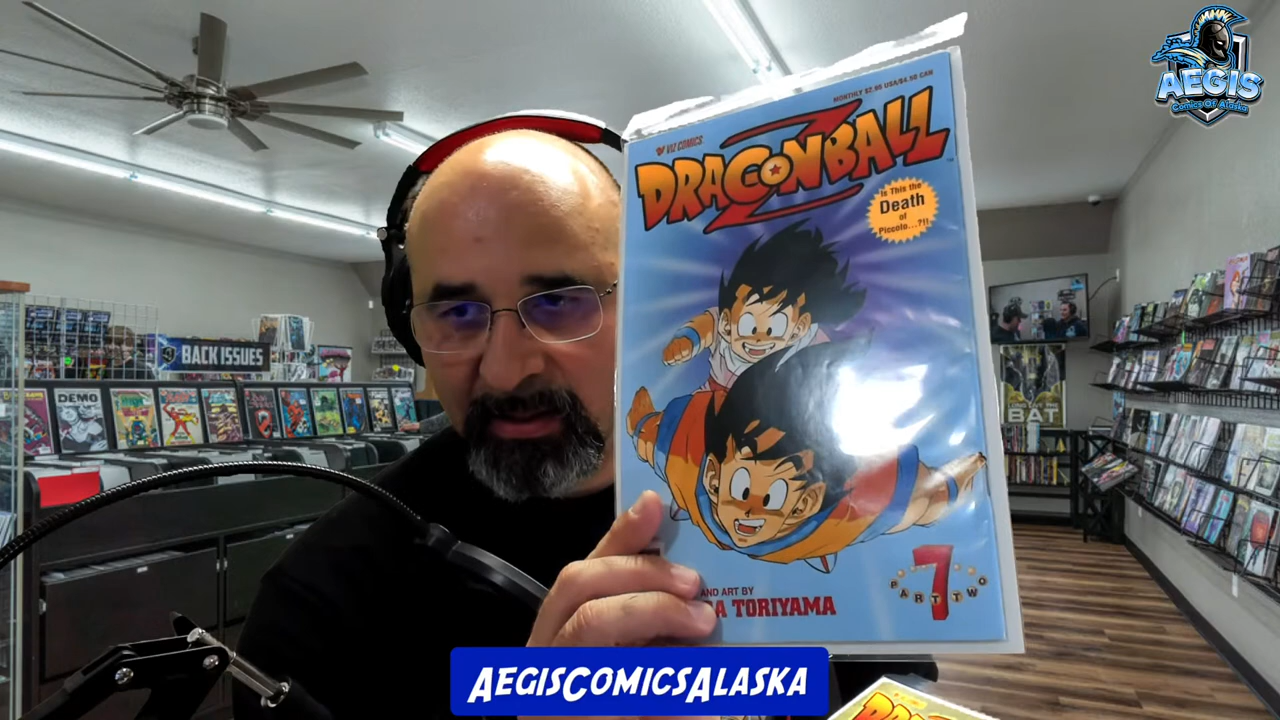 AEGIS
Comics Of Alaska
MONTHLY $2.95 USA/$4.50 CAN
VIZ COMICS
DRAGONBALL
Z
Is This the
Death
of
Piccolo...?!!
BACK ISSUES
DEMO
BAT
AND ART BY
A TORIYAMA
7
PART TWO
AEGISCOMICSALASKA